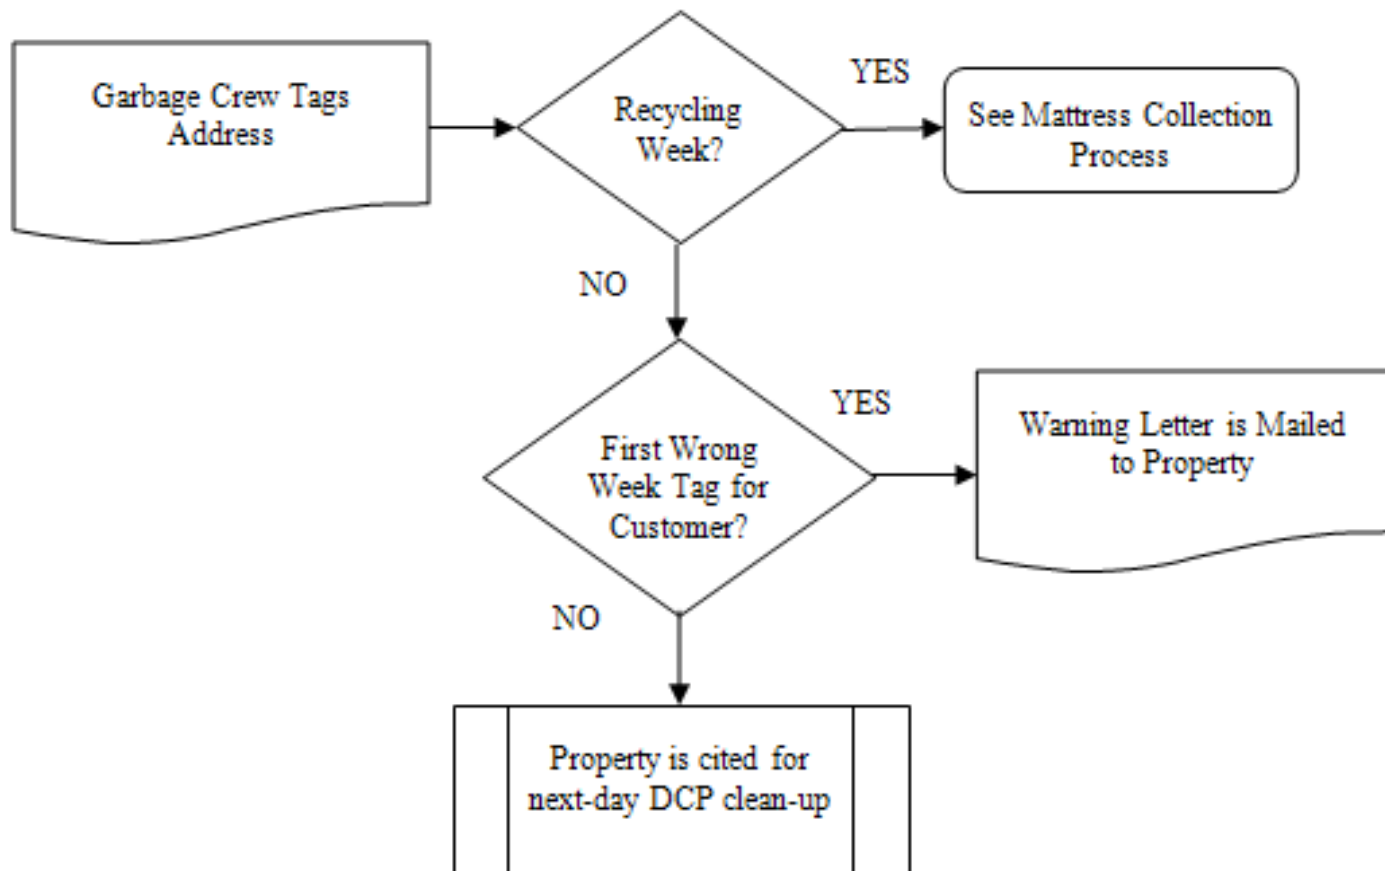 Garbage Crew Tags
Address
Recycling
Week?
YES
See Mattress Collection
Process
NO
First Wrong
Week Tag for
Customer?
YES
Warning Letter is Mailed
to Property
NO
Property is cited for
next-day DCP clean-up